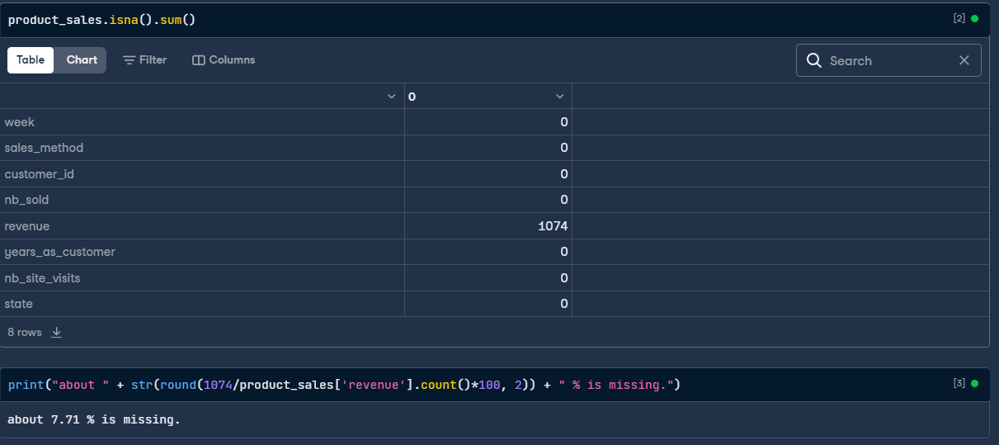 product_sales.isna().sum()
[2]
Table Chart Filter Columns Search
0
week 0
sales_method 0
customer_id 0
nb_sold 0
revenue 1074
years_as_customer 0
nb_site_visits 0
state 0
8 rows
print("about " + str(round(1074/product_sales['revenue'].count()*100, 2)) + " % is missing.")
[3]
about 7.71 % is missing.